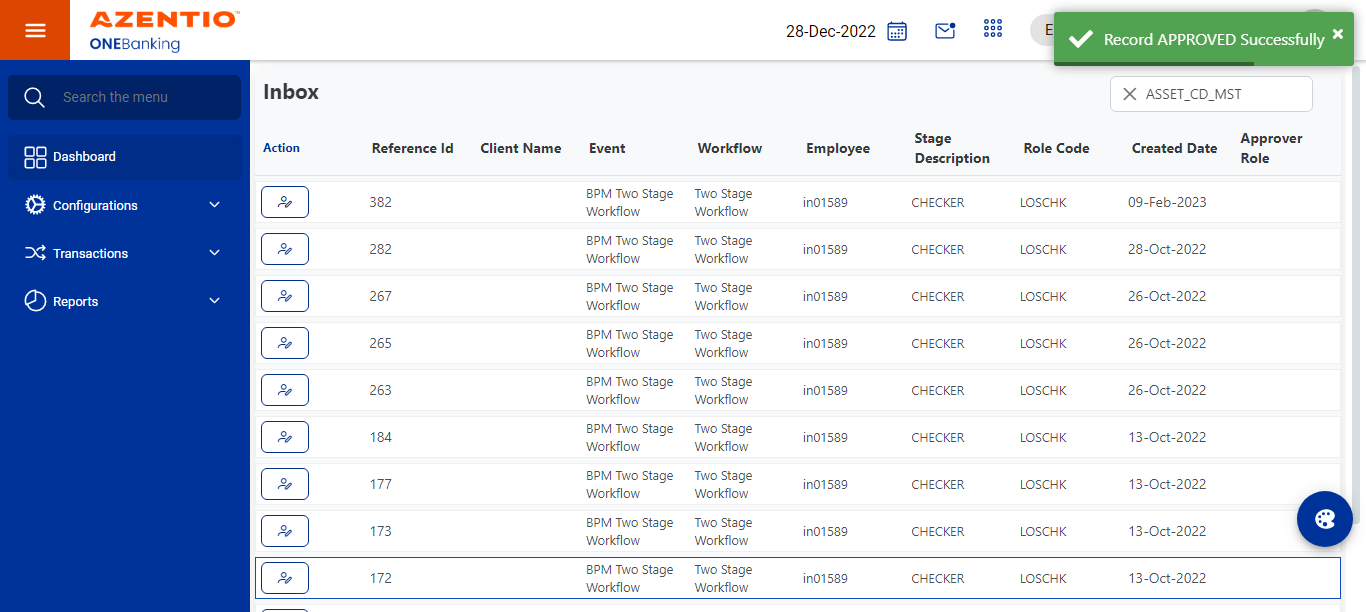 AZENTIO™
ONEBanking
28-Dec-2022
E
Record APPROVED Successfully
Search the menu
Dashboard
Configurations
Transactions
Reports
Inbox
ASSET_CD_MST
Action Reference Id Client Name Event Workflow Employee Stage Description Role Code Created Date Approver Role
382 BPM Two Stage Workflow Two Stage Workflow in01589 CHECKER LOSCHK 09-Feb-2023
282 BPM Two Stage Workflow Two Stage Workflow in01589 CHECKER LOSCHK 28-Oct-2022
267 BPM Two Stage Workflow Two Stage Workflow in01589 CHECKER LOSCHK 26-Oct-2022
265 BPM Two Stage Workflow Two Stage Workflow in01589 CHECKER LOSCHK 26-Oct-2022
263 BPM Two Stage Workflow Two Stage Workflow in01589 CHECKER LOSCHK 26-Oct-2022
184 BPM Two Stage Workflow Two Stage Workflow in01589 CHECKER LOSCHK 13-Oct-2022
177 BPM Two Stage Workflow Two Stage Workflow in01589 CHECKER LOSCHK 13-Oct-2022
173 BPM Two Stage Workflow Two Stage Workflow in01589 CHECKER LOSCHK 13-Oct-2022
172 BPM Two Stage Workflow Two Stage Workflow in01589 CHECKER LOSCHK 13-Oct-2022